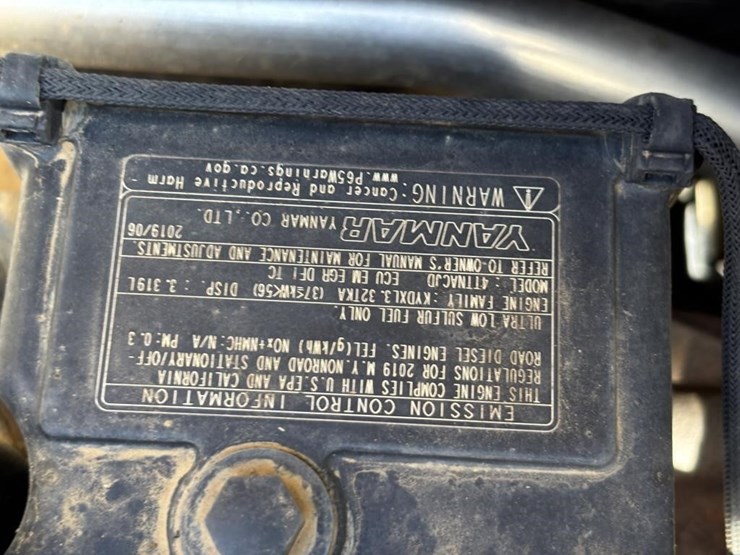 EMISSION CONTROL INFORMATION
THIS ENGINE COMPLIES WITH U.S.EPA AND CALIFORNIA
REGULATIONS FOR 2019 M.Y.NONROAD AND STATIONARY/OFF-
ROAD DIESEL ENGINES. FEL(g/kWh) NOx+NMHC:N/A PM:0.3
ULTRA LOW SULFUR FUEL ONLY.
ENGINE FAMILY : KYDXL3.32TKA (37≤kW<56) DISP. : 3.319L
MODEL : 4TTNACJD ECU EM EGR DFI TC
REFER TO OWNER'S MANUAL FOR MAINTENANCE AND ADJUSTMENTS.
YANMAR YANMAR CO.,LTD. 2019/06
⚠ WARNING: Cancer and Reproductive Harm -
www.P65Warnings.ca.gov